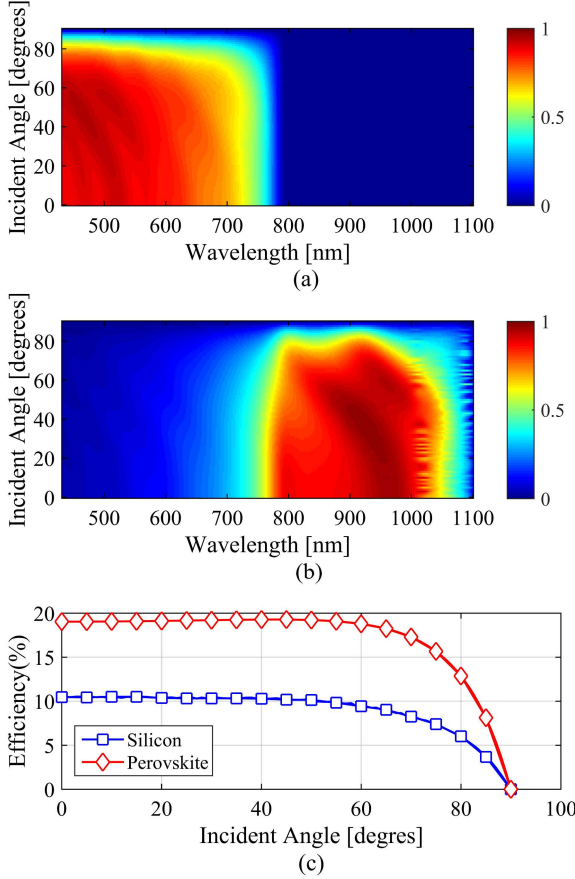 80
60
40
20
0
Incident Angle [degrees]
500 600 700 800 900 1000 1100
Wavelength [nm]
1
0.5
0
(a)
80
60
40
20
0
Incident Angle [degrees]
500 600 700 800 900 1000 1100
1
0.5
0
(b)
20
15
10
5
0
Efficiency(%)
Silicon
Perovskite
0 20 40 60 80 100
Incident Angle [degres]
(c)